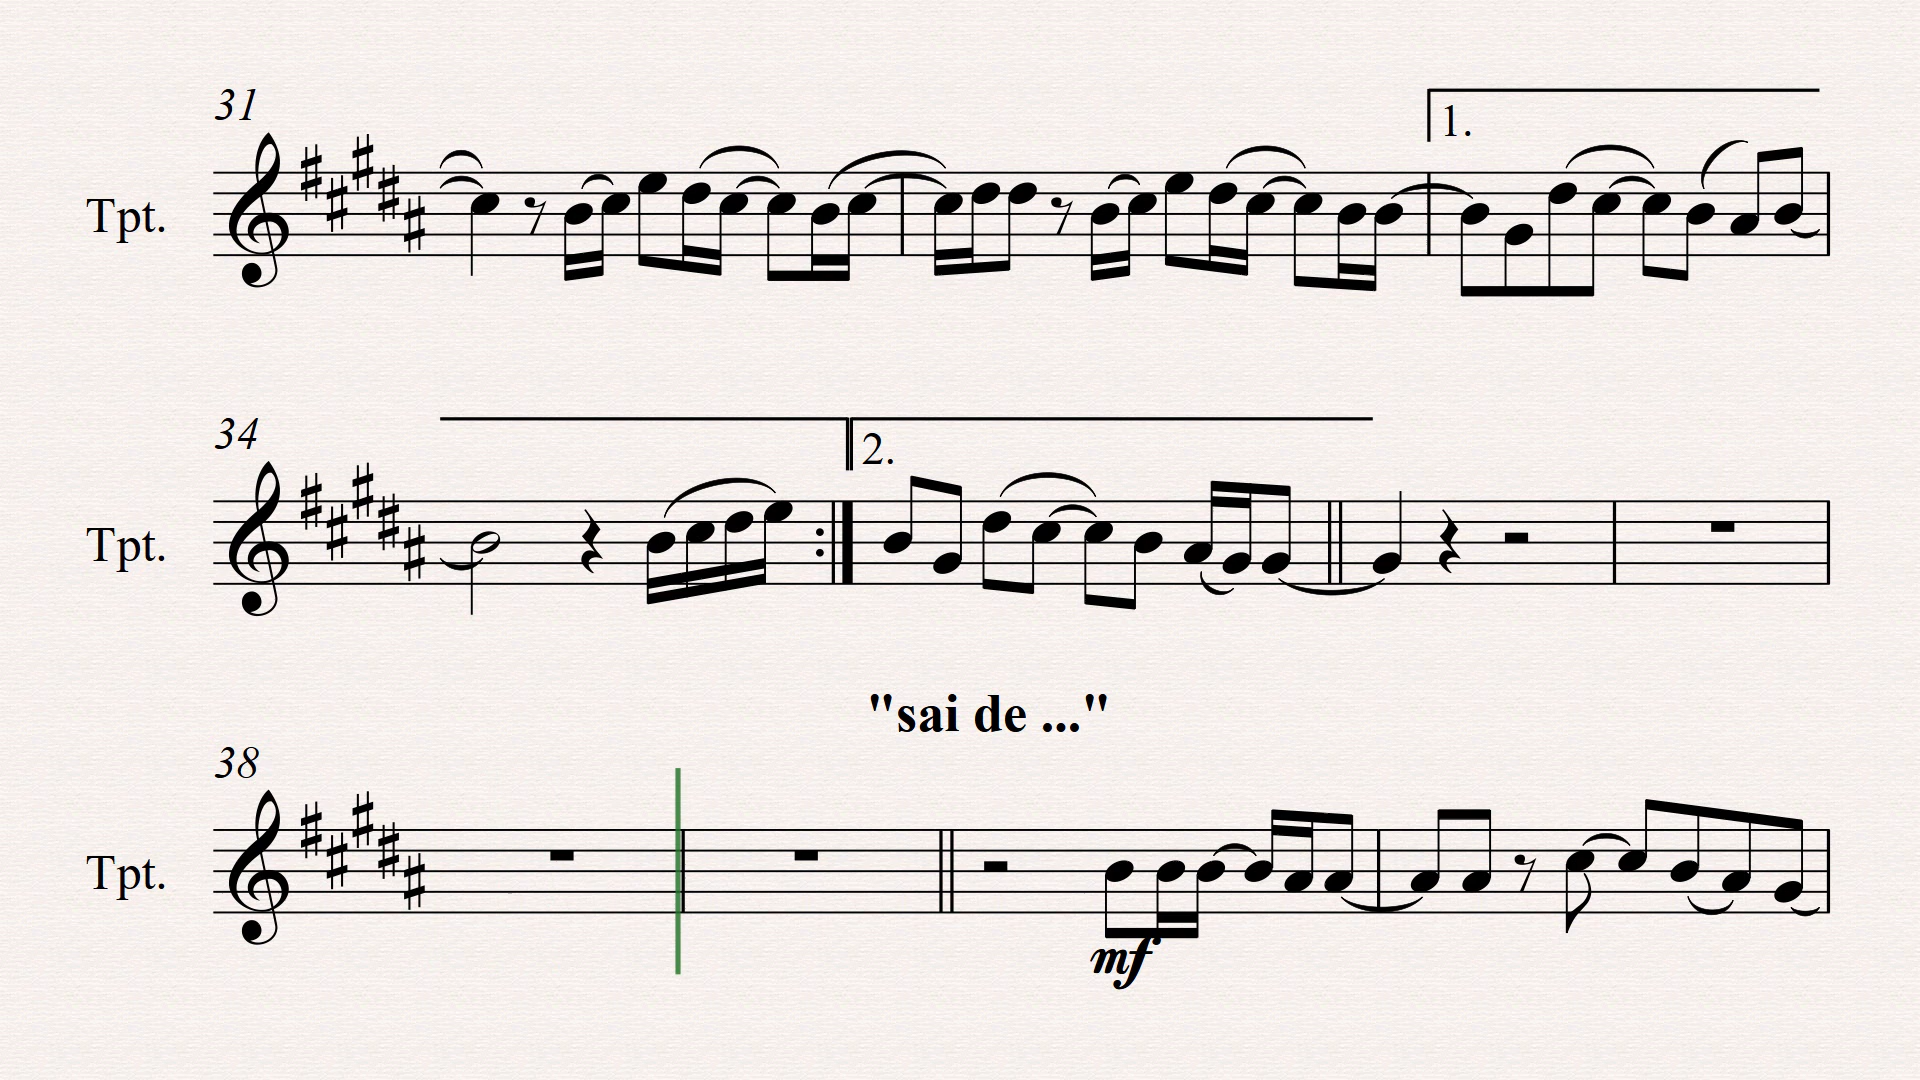 31
1.
Tpt.
34
2.
Tpt.
"sai de ..."
38
Tpt.
mf